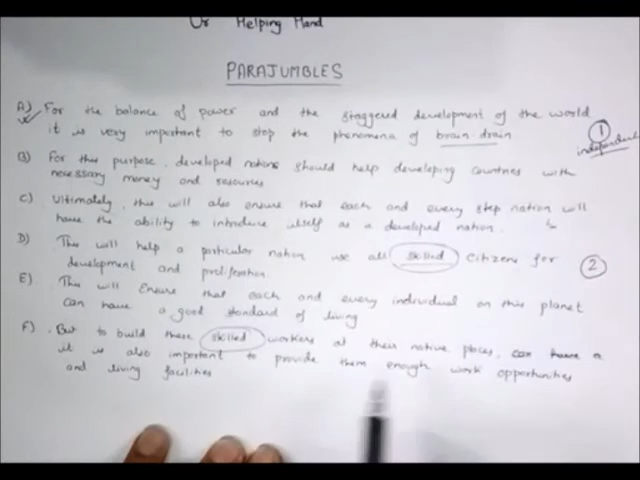 Ur Helping Hand
PARAJUMBLES
A) For the balance of power and the staggered development of the world
it is very important to stop the phenomena of brain drain
1
independent
B) For this purpose, developed nations should help developing countries with
necessary money and resources
C) Ultimately, this will also ensure that each and every step nation will
have the ability to introduce itself as a developed nation.
D) This will help a particular nation use all skilled citizens for
development and proliferation
2
E) This will Ensure that each and every individual on this planet
can have a good standard of living
F) But to build these skilled workers at their native places, can have a
it is also important to provide them enough work opportunities
and living facilities